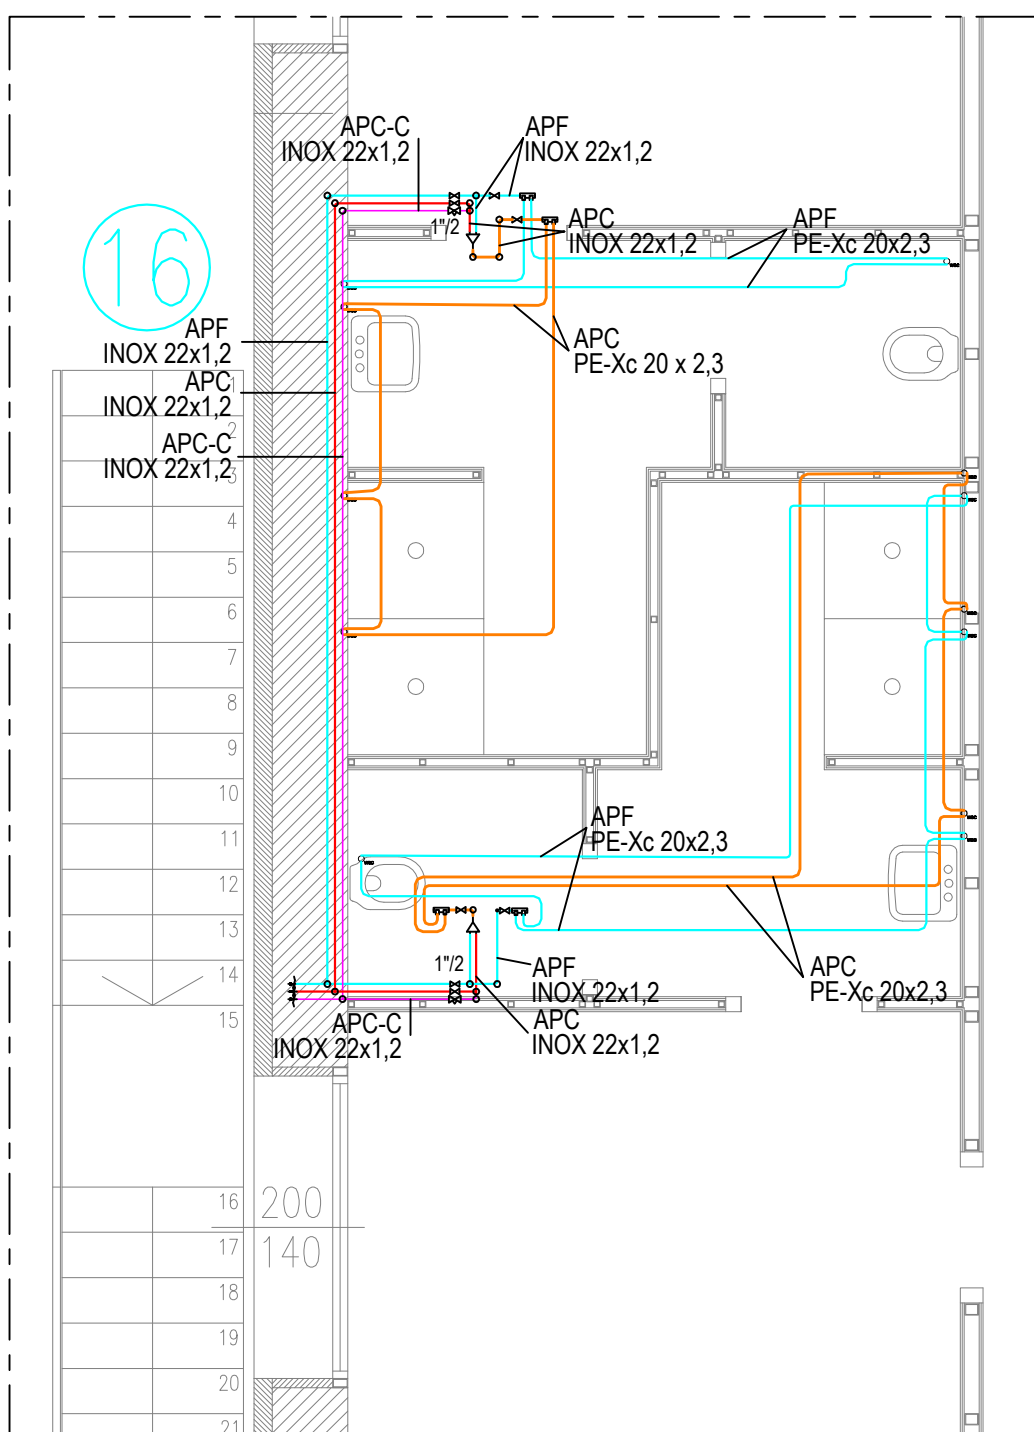 APC-C
INOX 22x1,2
APF
INOX 22x1,2
1"/2
APC
INOX 22x1,2
APF
PE-Xc 20x2,3
16
APF
INOX 22x1,2
APC
PE-Xc 20 x 2,3
APC
INOX 22x1,2
APC-C
INOX 22x1,2
1
2
3
4
5
6
7
8
9
10
11
12
13
14
15
APF
PE-Xc 20x2,3
1"/2
APF
INOX 22x1,2
APC
PE-Xc 20x2,3
APC-C
INOX 22x1,2
APC
INOX 22x1,2
16
17
18
19
20
21
200
140